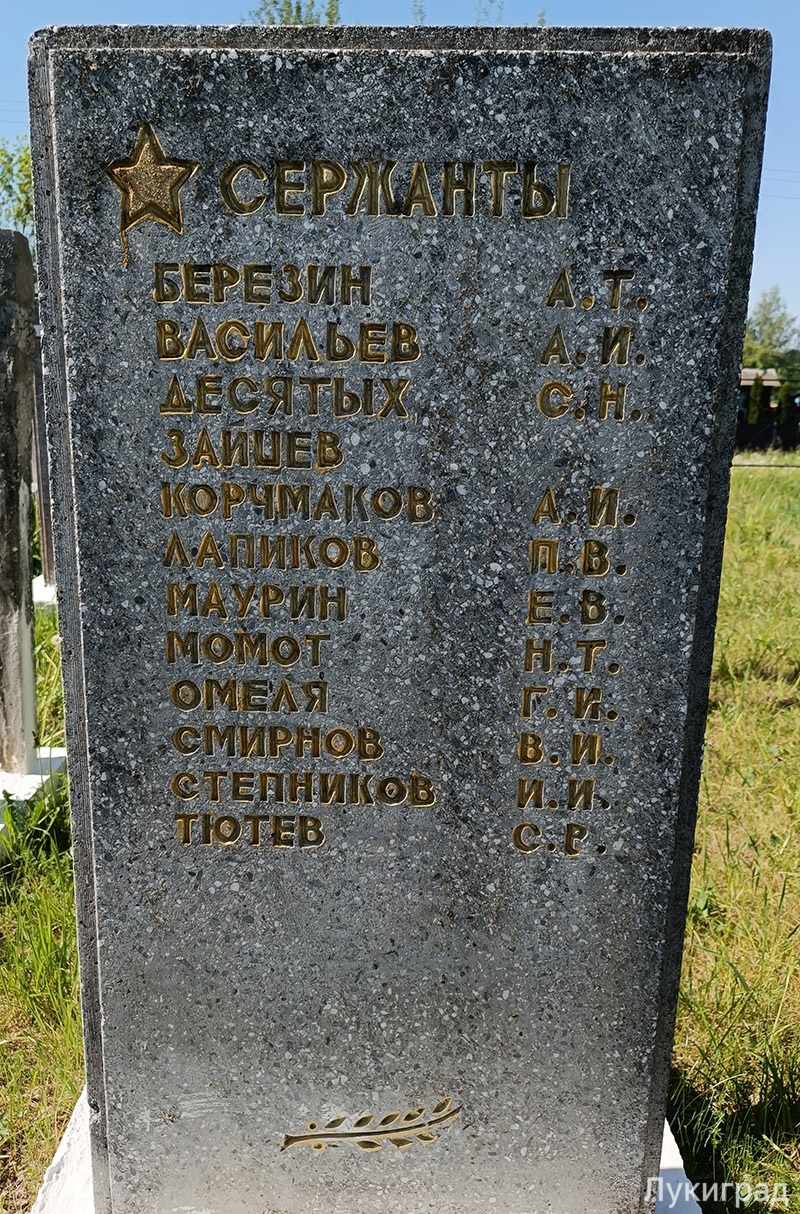 СЕРЖАНТЫ
БЕРЕЗИН А.Т.
ВАСИЛЬЕВ А.И.
ДЕСЯТЫХ С.Н.
ЗАЙЦЕВ
КОРЧМАКОВ А.И.
ЛАПИКОВ П.В.
МАУРИН Е.В.
МОМОТ Н.Т.
ОМЕЛЯ Г.И.
СМИРНОВ В.И.
СТЕПНИКОВ И.И.
ТЮТЕВ С.Р.
Лукиград